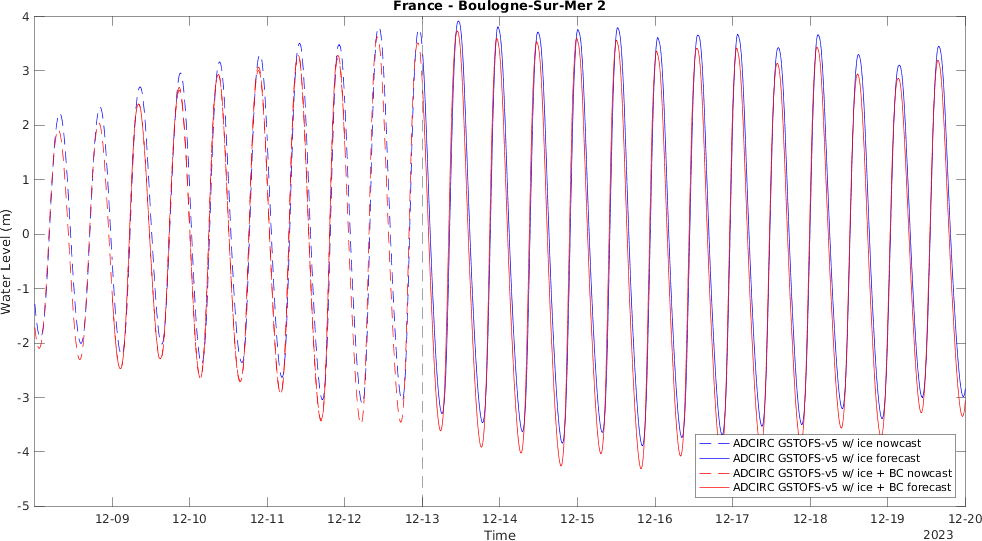 France - Boulogne-Sur-Mer 2
4
3
2
1
0
-1
-2
-3
-4
-5
Water Level (m)
ADCIRC GSTOFS-v5 w/ ice nowcast
ADCIRC GSTOFS-v5 w/ ice forecast
ADCIRC GSTOFS-v5 w/ ice + BC nowcast
ADCIRC GSTOFS-v5 w/ ice + BC forecast
12-09 12-10 12-11 12-12 12-13 12-14 12-15 12-16 12-17 12-18 12-19 12-20
Time
2023